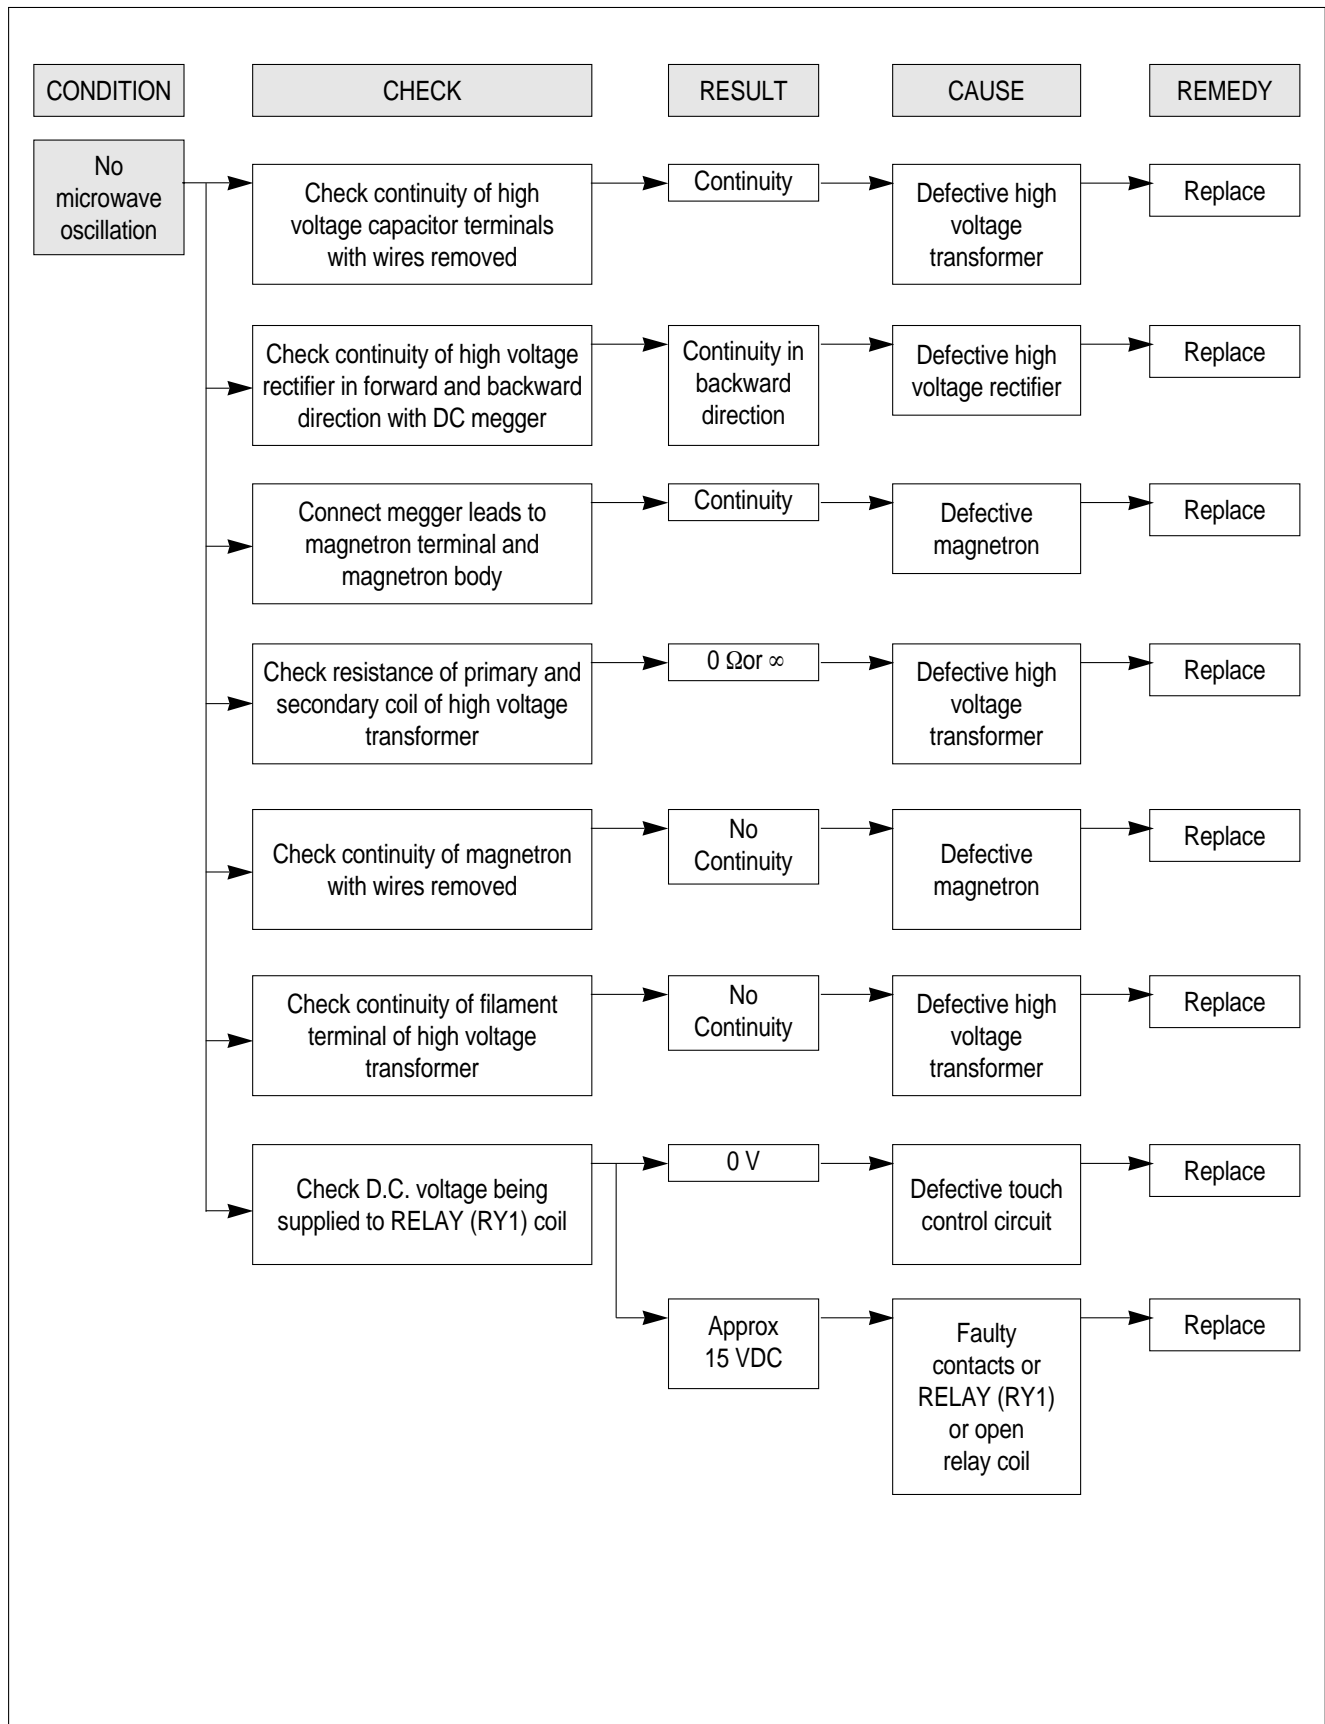 CONDITION
CHECK
RESULT
CAUSE
REMEDY
No
microwave
oscillation
Check continuity of high
voltage capacitor terminals
with wires removed
Continuity
Defective high
voltage
transformer
Replace
Check continuity of high voltage
rectifier in forward and backward
direction with DC megger
Continuity in
backward
direction
Defective high
voltage rectifier
Replace
Connect megger leads to
magnetron terminal and
magnetron body
Continuity
Defective
magnetron
Replace
Check resistance of primary and
secondary coil of high voltage
transformer
0 Ωor ∞
Defective high
voltage
transformer
Replace
Check continuity of magnetron
with wires removed
No
Continuity
Defective
magnetron
Replace
Check continuity of filament
terminal of high voltage
transformer
No
Continuity
Defective high
voltage
transformer
Replace
Check D.C. voltage being
supplied to RELAY (RY1) coil
0 V
Defective touch
control circuit
Replace
Approx
15 VDC
Faulty
contacts or
RELAY (RY1)
or open
relay coil
Replace